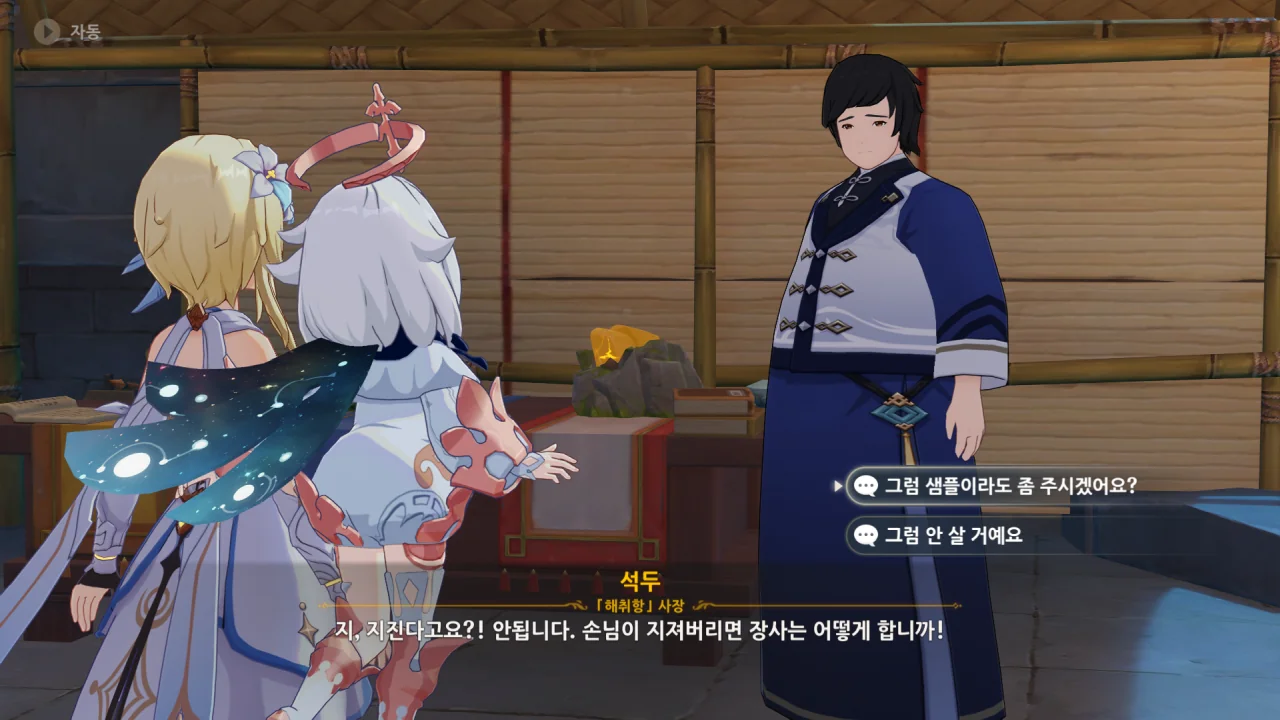 자동
그럼 샘플이라도 좀 주시겠어요?
그럼 안 살 거예요
석두
「해취항」 사장
지, 지진다고요?! 안됩니다. 손님이 지져버리면 장사는 어떻게 합니까!